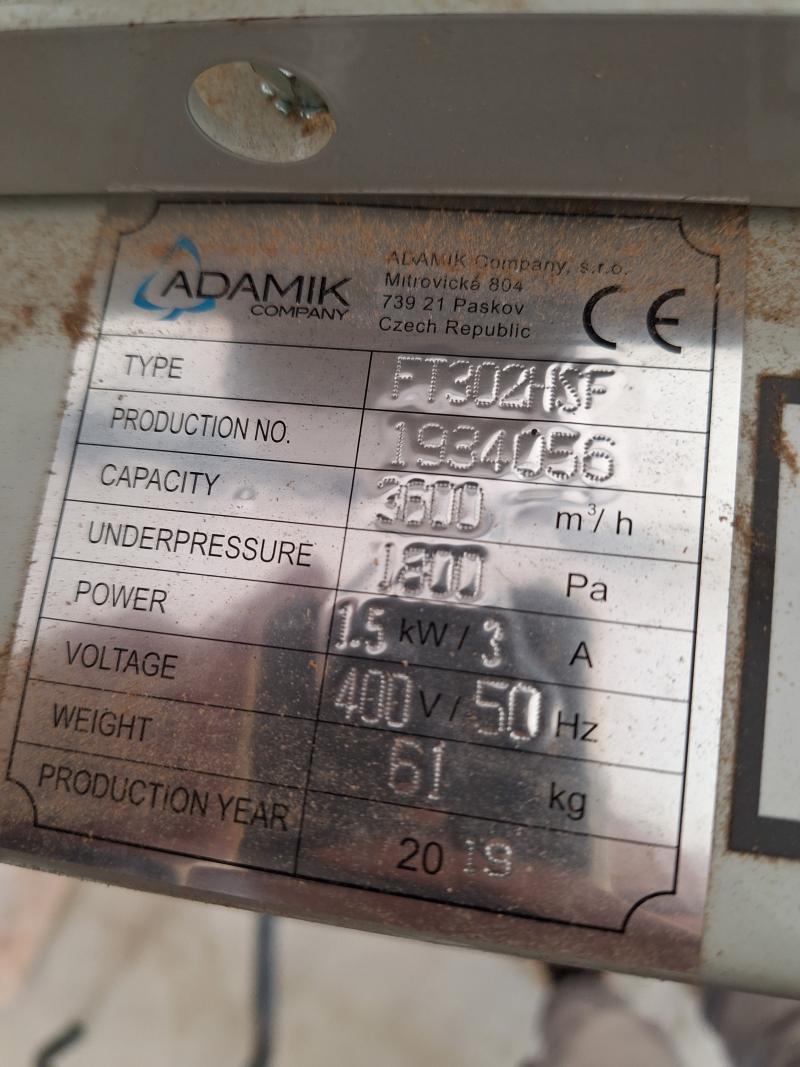 ADAMIK
COMPANY
ADAMIK Company, s.r.o.
Mitrovická 804
739 21 Paskov
Czech Republic
CE
TYPE FT302HSF
PRODUCTION NO. 1934056
CAPACITY 3600 m³/h
UNDERPRESSURE 1800 Pa
POWER 1.5 kW / 3 A
VOLTAGE 400 V / 50 Hz
WEIGHT 61 kg
PRODUCTION YEAR 2019